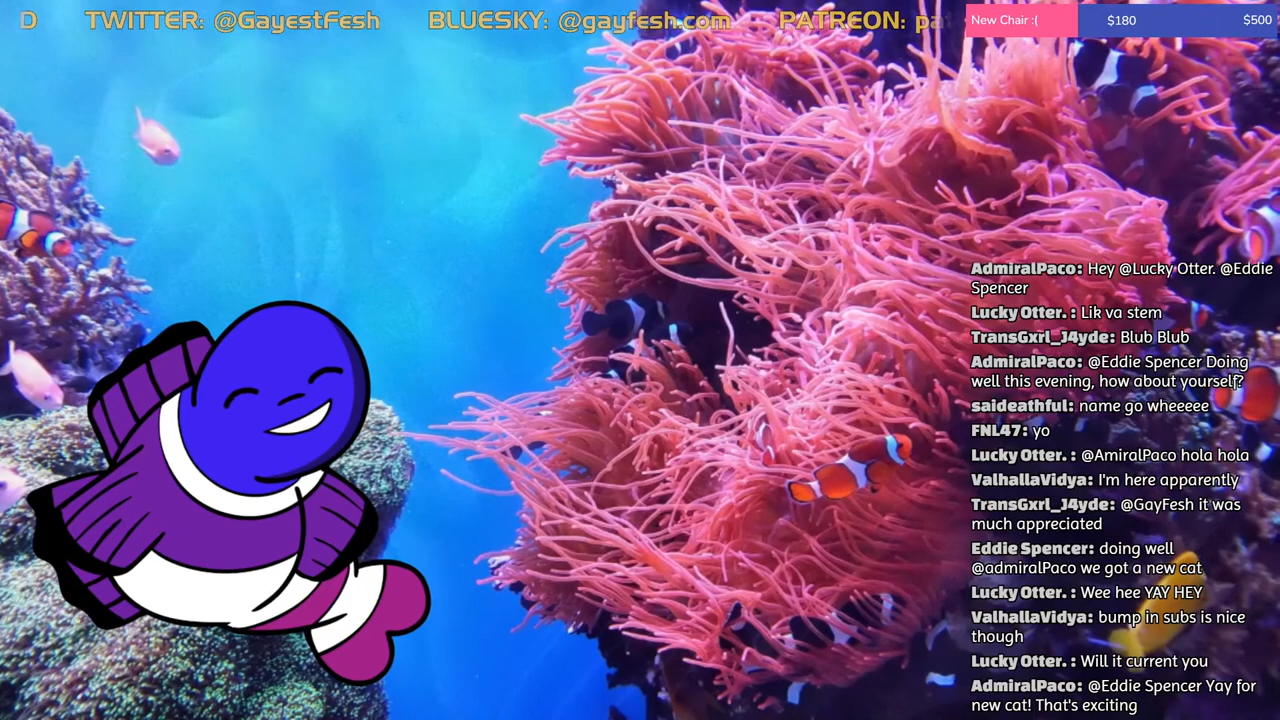 D TWITTER: @GayestFesh BLUESKY: @gayfesh.com PATREON: pa
New Chair :( $180 $500
AdmiralPaco: Hey @Lucky Otter. @Eddie
Spencer
Lucky Otter. : Lik va stem
TransGxrl_J4yde: Blub Blub
AdmiralPaco: @Eddie Spencer Doing
well this evening, how about yourself?
saideathful: name go wheeeee
FNL47: yo
Lucky Otter. : @AmiralPaco hola hola
ValhallaVidya: I'm here apparently
TransGxrl_J4yde: @GayFesh it was
much appreciated
Eddie Spencer: doing well
@admiralPaco we got a new cat
Lucky Otter. : Wee hee YAY HEY
ValhallaVidya: bump in subs is nice
though
Lucky Otter. : Will it current you
AdmiralPaco: @Eddie Spencer Yay for
new cat! That's exciting